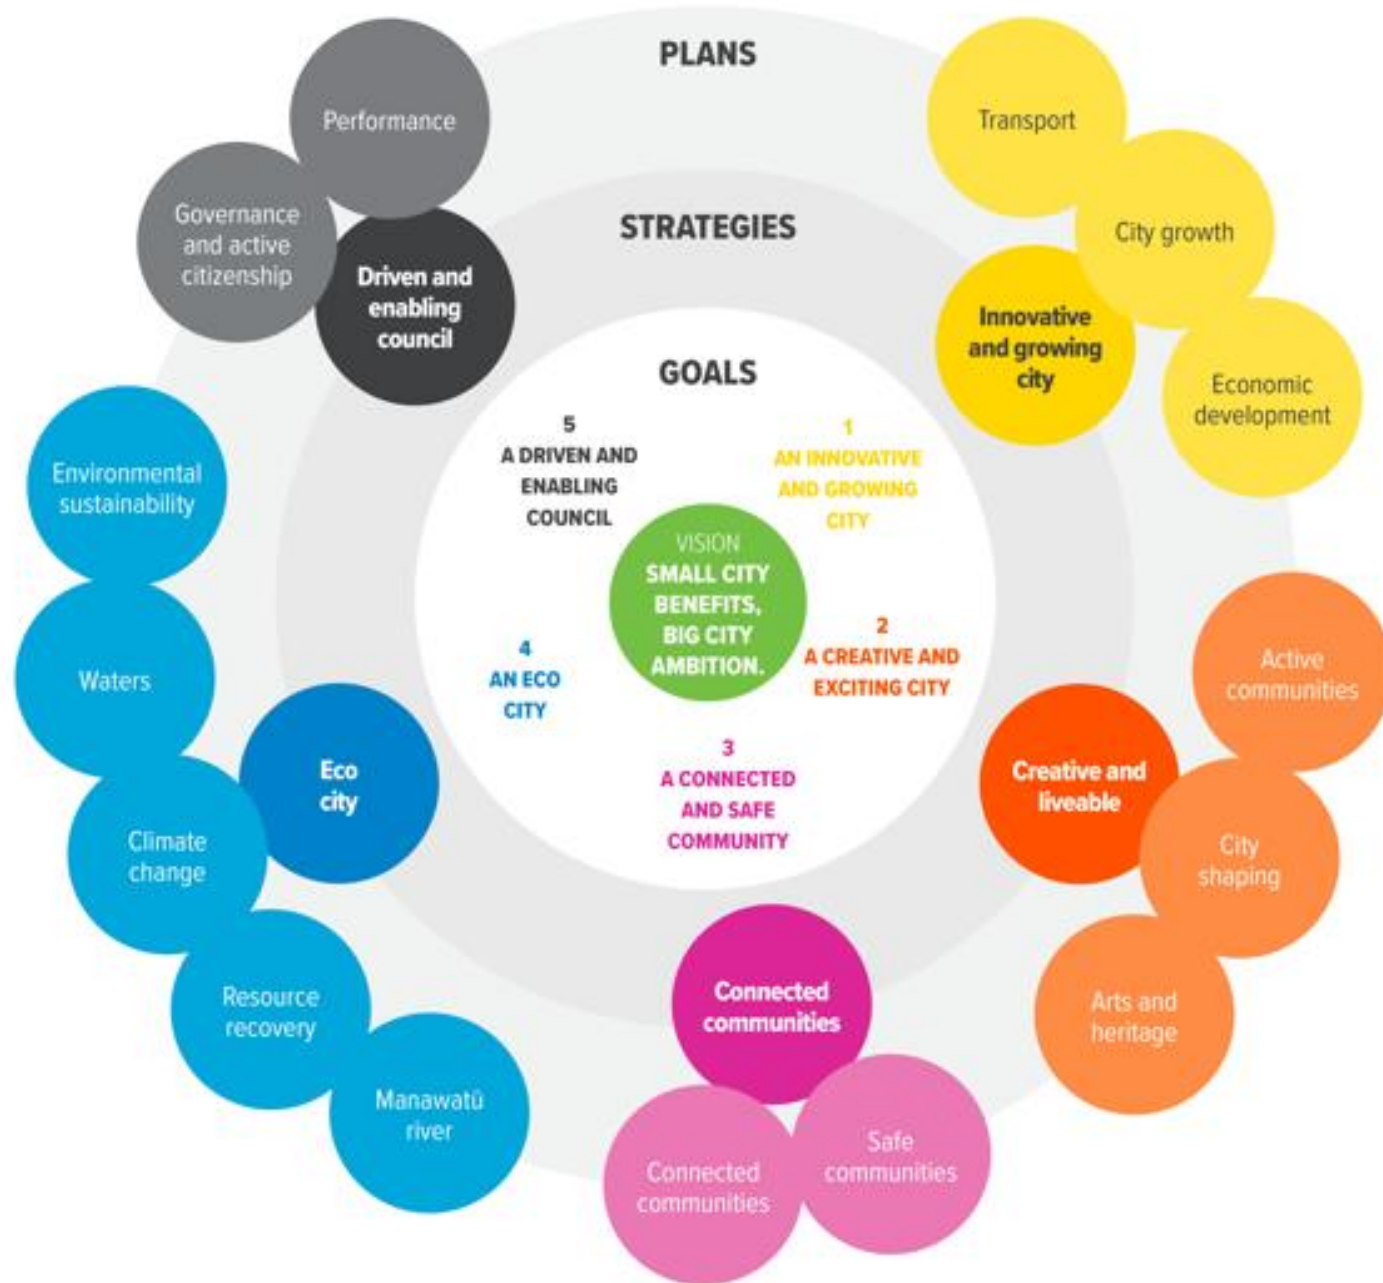 PLANS
Performance
Governance
and active
citizenship
Driven and
enabling
council
Transport
City growth
Economic
development
Innovative
and growing
city
STRATEGIES
GOALS
5
A DRIVEN AND
ENABLING
COUNCIL
1
AN INNOVATIVE
AND GROWING
CITY
VISION
SMALL CITY
BENEFITS,
BIG CITY
AMBITION.
2
A CREATIVE AND
EXCITING CITY
4
AN ECO
CITY
3
A CONNECTED
AND SAFE
COMMUNITY
Environmental
sustainability
Waters
Climate
change
Resource
recovery
Manawatū
river
Eco
city
Active
communities
City
shaping
Arts and
heritage
Creative and
liveable
Connected
communities
Connected
communities
Safe
communities